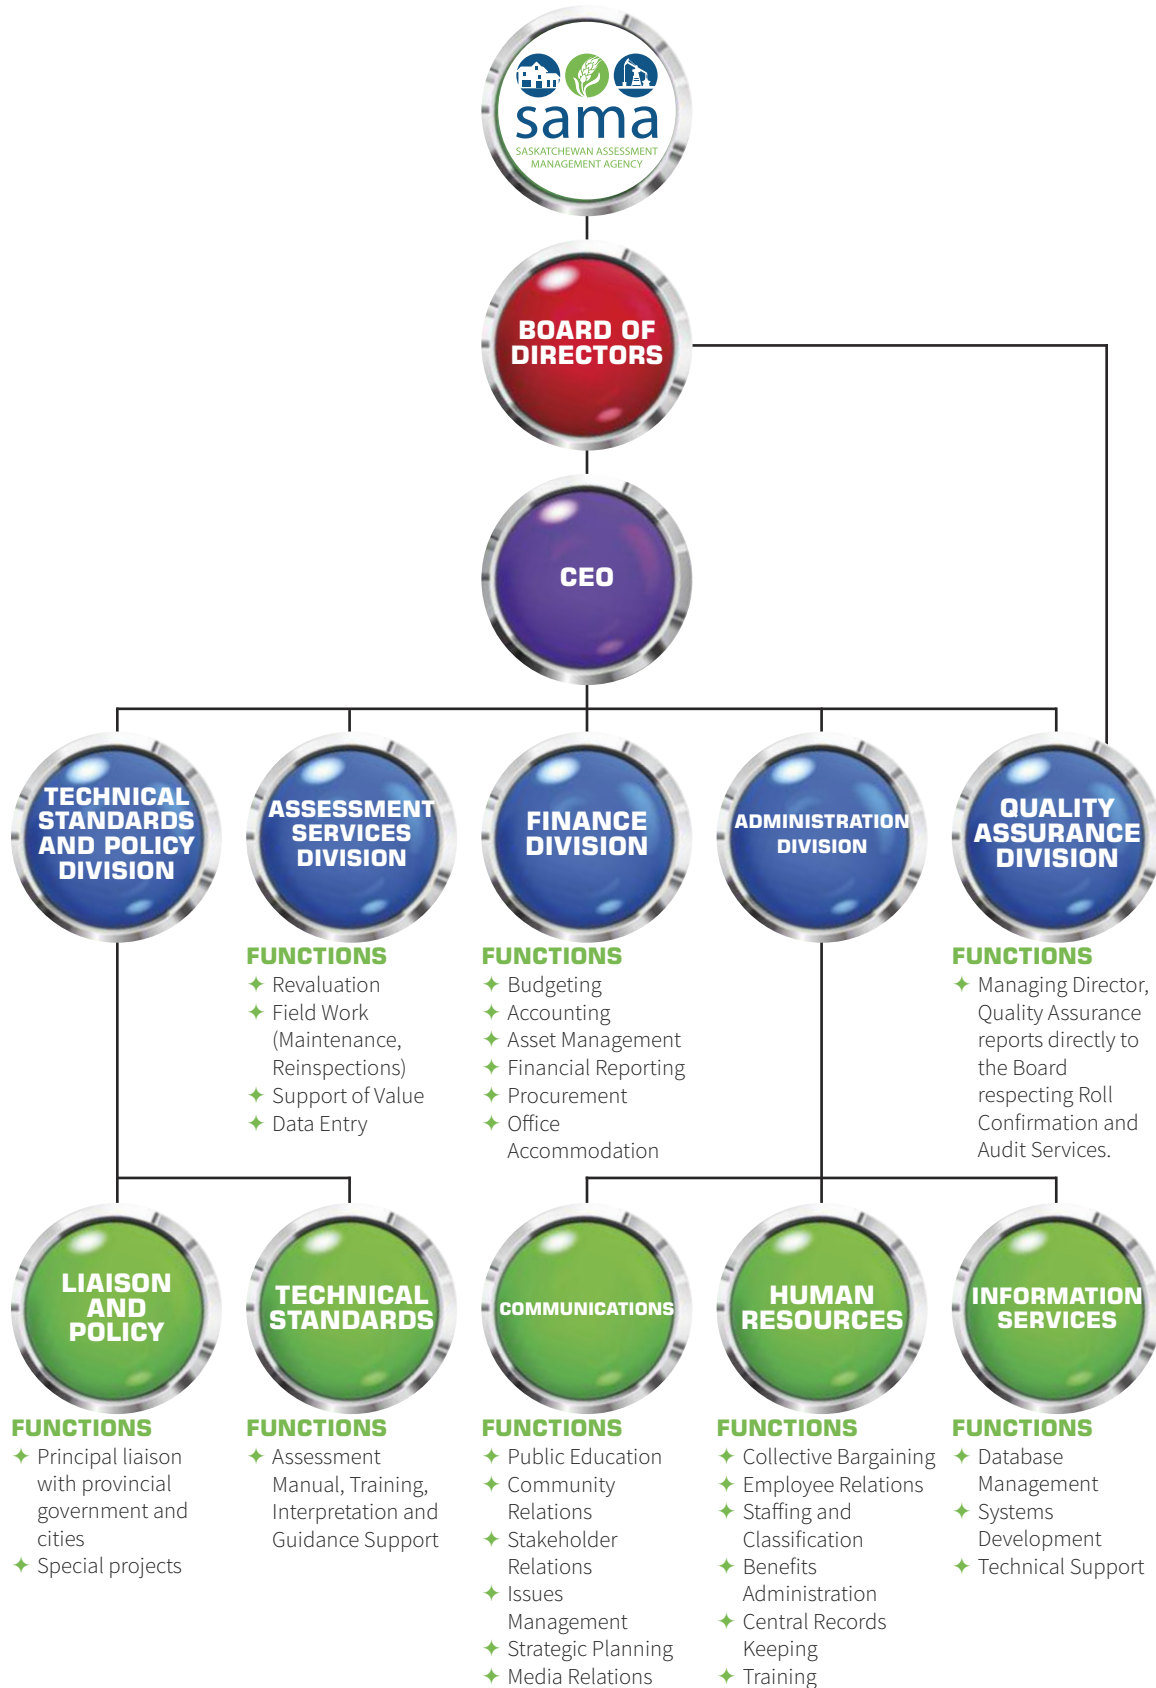 sama
SASKATCHEWAN ASSESSMENT
MANAGEMENT AGENCY
BOARD OF
DIRECTORS
CEO
TECHNICAL
STANDARDS
AND POLICY
DIVISION
ASSESSMENT
SERVICES
DIVISION
FINANCE
DIVISION
ADMINISTRATION
DIVISION
QUALITY
ASSURANCE
DIVISION
FUNCTIONS
Revaluation
Field Work
(Maintenance,
Reinspections)
Support of Value
Data Entry
FUNCTIONS
Budgeting
Accounting
Asset Management
Financial Reporting
Procurement
Office
Accommodation
FUNCTIONS
Managing Director,
Quality Assurance
reports directly to
the Board
respecting Roll
Confirmation and
Audit Services.
LIAISON
AND
POLICY
TECHNICAL
STANDARDS
COMMUNICATIONS
HUMAN
RESOURCES
INFORMATION
SERVICES
FUNCTIONS
Principal liaison
with provincial
government and
cities
Special projects
FUNCTIONS
Assessment
Manual, Training,
Interpretation and
Guidance Support
FUNCTIONS
Public Education
Community
Relations
Stakeholder
Relations
Issues
Management
Strategic Planning
Media Relations
FUNCTIONS
Collective Bargaining
Employee Relations
Staffing and
Classification
Benefits
Administration
Central Records
Keeping
Training
FUNCTIONS
Database
Management
Systems
Development
Technical Support